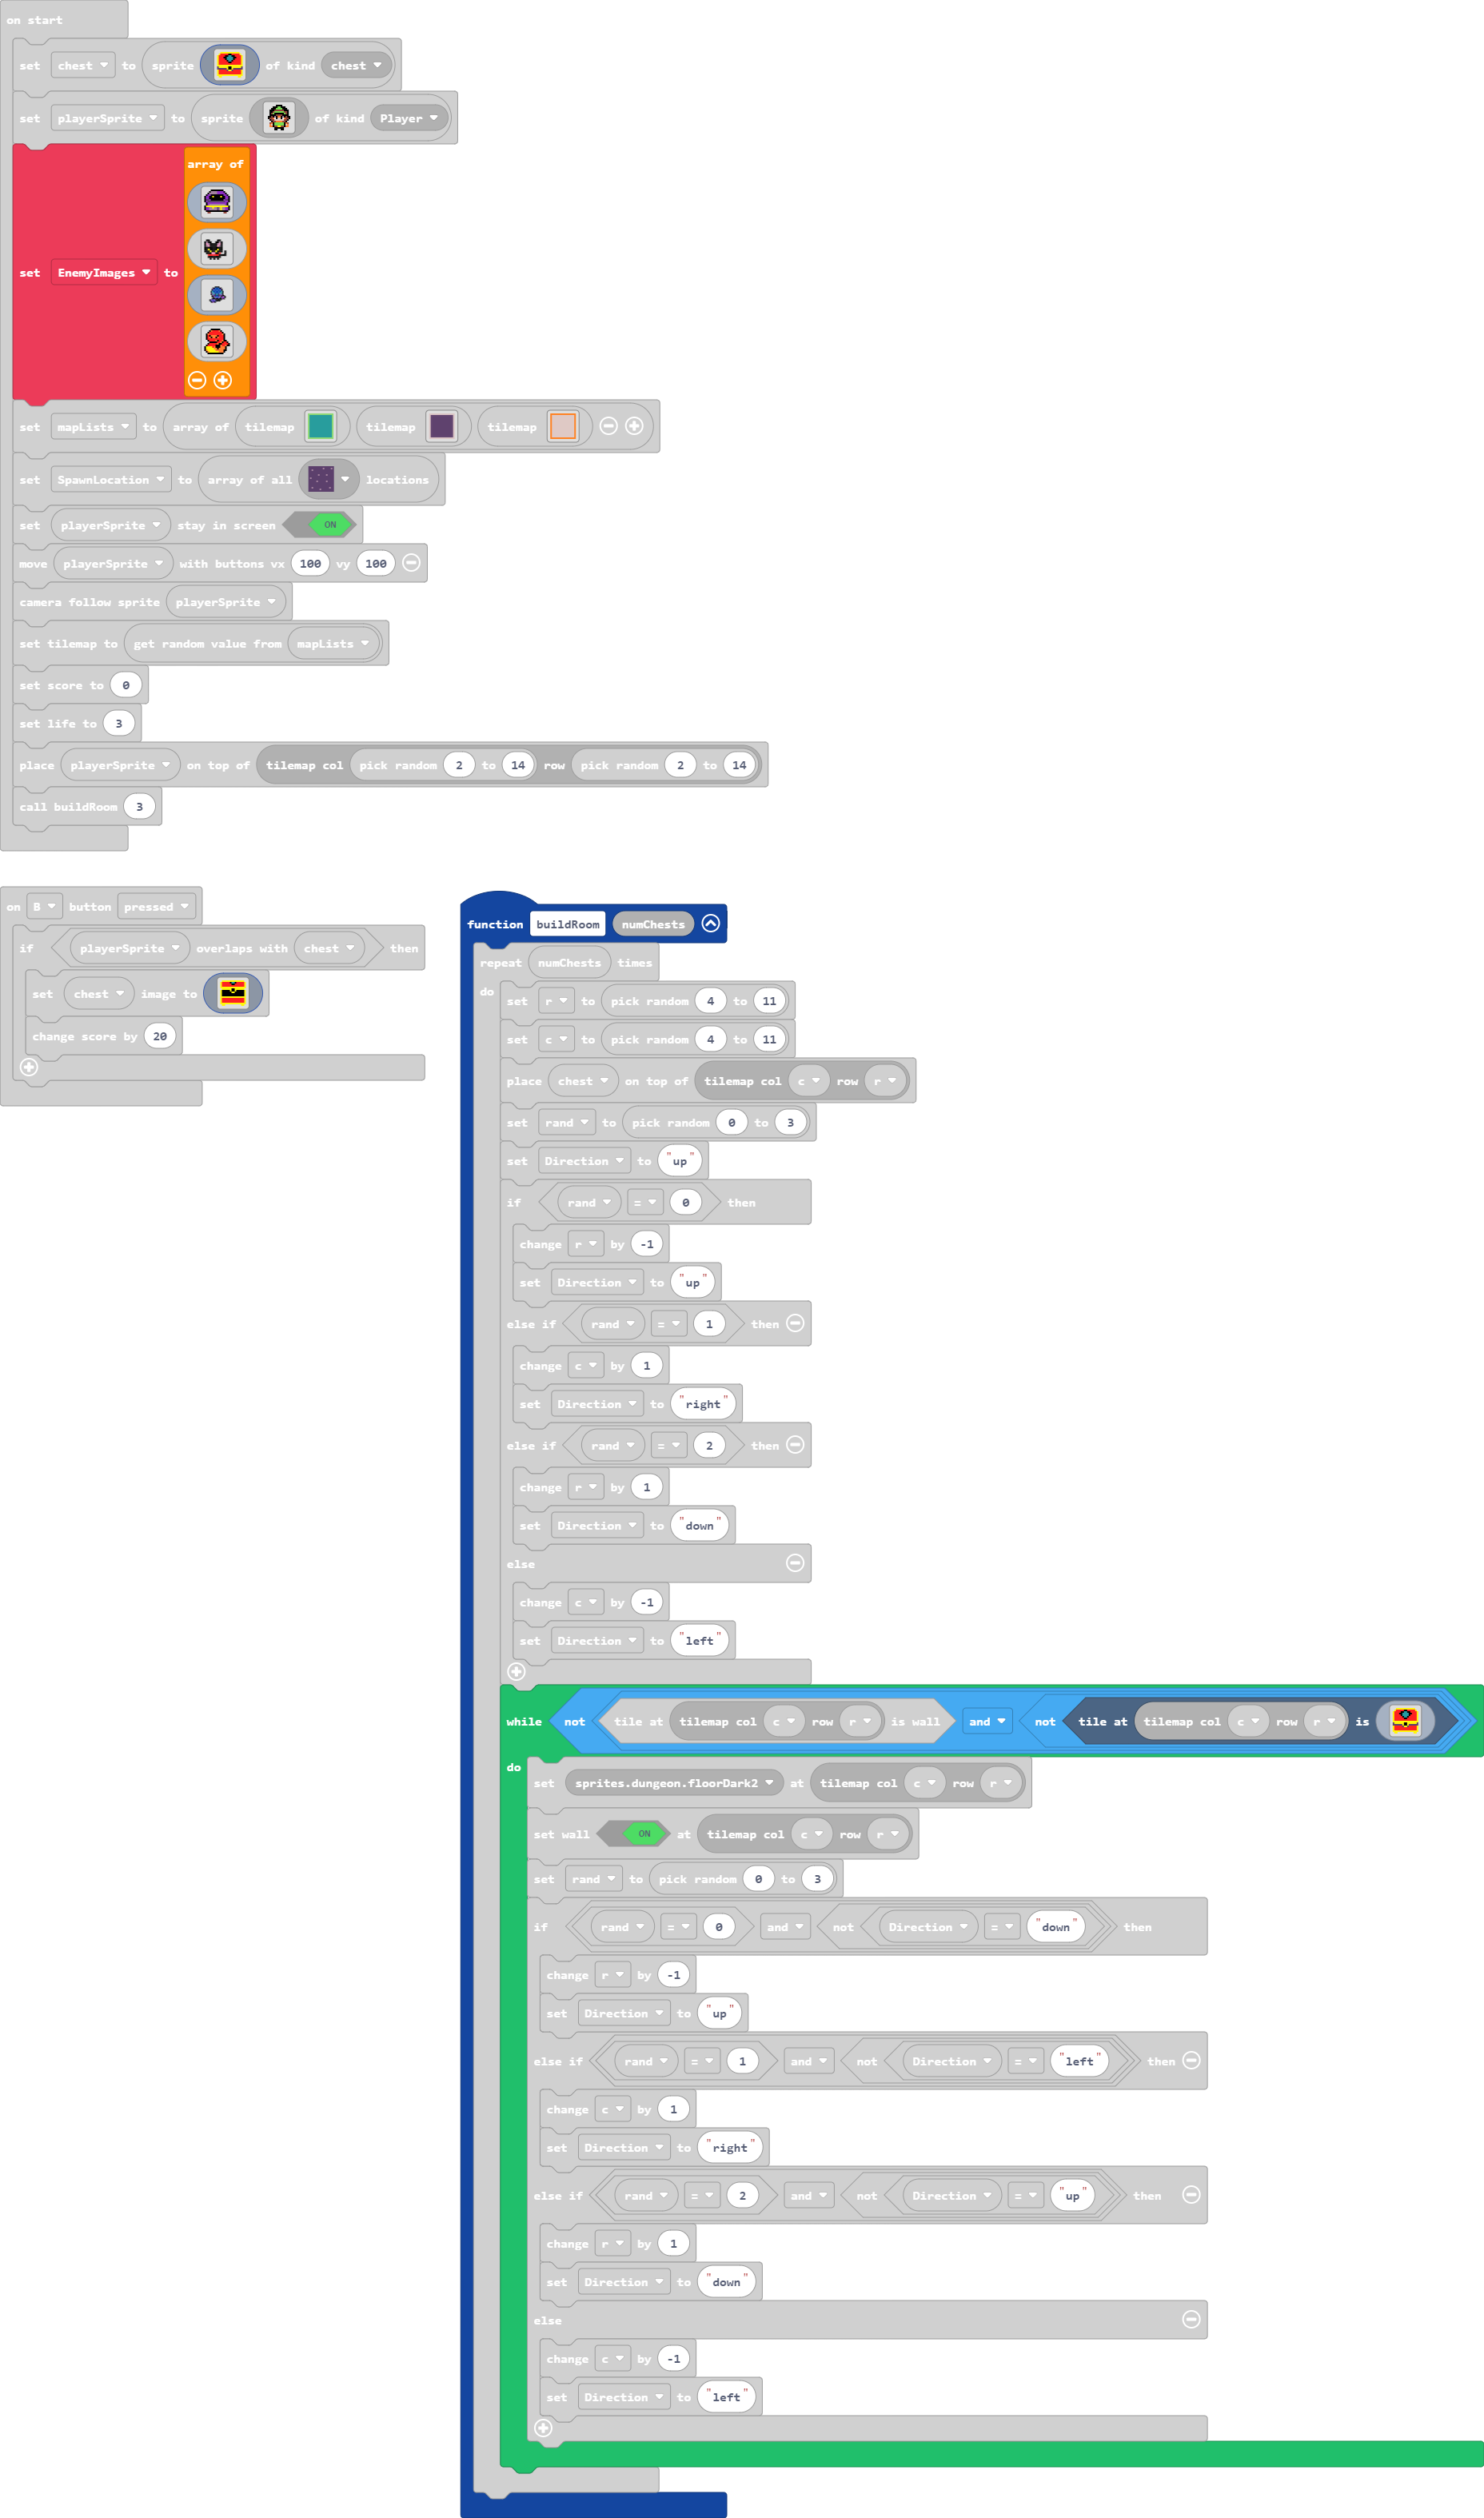 on start
set chest to sprite of kind chest
set playerSprite to sprite of kind Player
array of
set EnemyImages to
set mapLists to array of tilemap tilemap tilemap
set SpawnLocation to array of all locations
set playerSprite stay in screen ON
move playerSprite with buttons vx 100 vy 100
camera follow sprite playerSprite
set tilemap to get random value from mapLists
set score to 0
set life to 3
place playerSprite on top of tilemap col pick random 2 to 14 row pick random 2 to 14
call buildRoom 3
on B button pressed
if playerSprite overlaps with chest then
set chest image to
change score by 20
function buildRoom numChests
repeat numChests times
do
set r to pick random 4 to 11
set c to pick random 4 to 11
place chest on top of tilemap col c row r
set rand to pick random 0 to 3
set Direction to "up"
if rand = 0 then
change r by -1
set Direction to "up"
else if rand = 1 then
change c by 1
set Direction to "right"
else if rand = 2 then
change r by 1
set Direction to "down"
else
change c by -1
set Direction to "left"
while not tile at tilemap col c row r is wall and not tile at tilemap col c row r is
do
set sprites.dungeon.floorDark2 at tilemap col c row r
set wall ON at tilemap col c row r
set rand to pick random 0 to 3
if rand = 0 and not Direction = "down" then
change r by -1
set Direction to "up"
else if rand = 1 and not Direction = "left" then
change c by 1
set Direction to "right"
else if rand = 2 and not Direction = "up" then
change r by 1
set Direction to "down"
else
change c by -1
set Direction to "left"